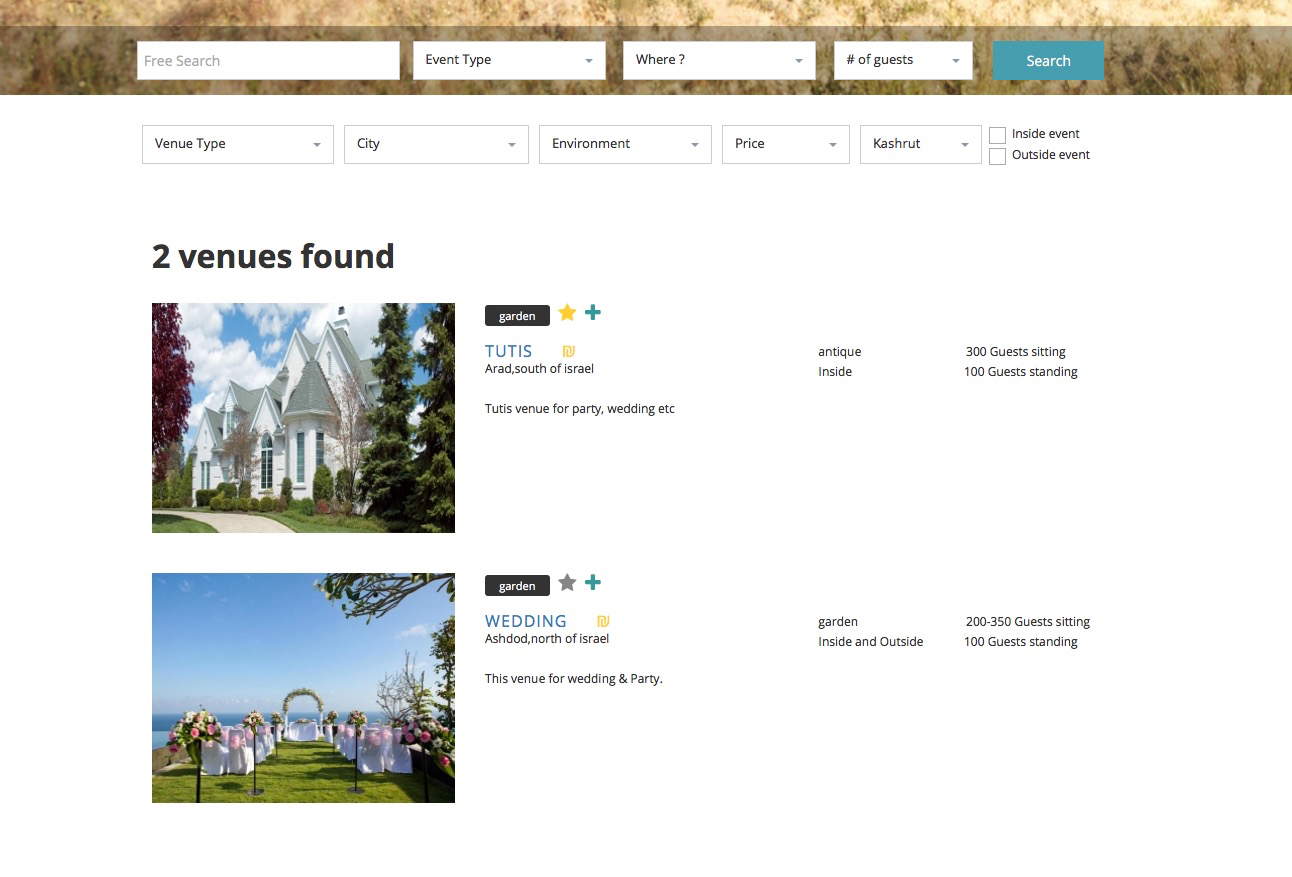 Free Search
Event Type
Where ?
# of guests
Search
Venue Type
City
Environment
Price
Kashrut
Inside event
Outside event
2 venues found
garden
TUTIS ₪
antique
300 Guests sitting
Arad,south of israel
Inside
100 Guests standing
Tutis venue for party, wedding etc
garden
WEDDING ₪
garden
200-350 Guests sitting
Ashdod,north of israel
Inside and Outside
100 Guests standing
This venue for wedding & Party.